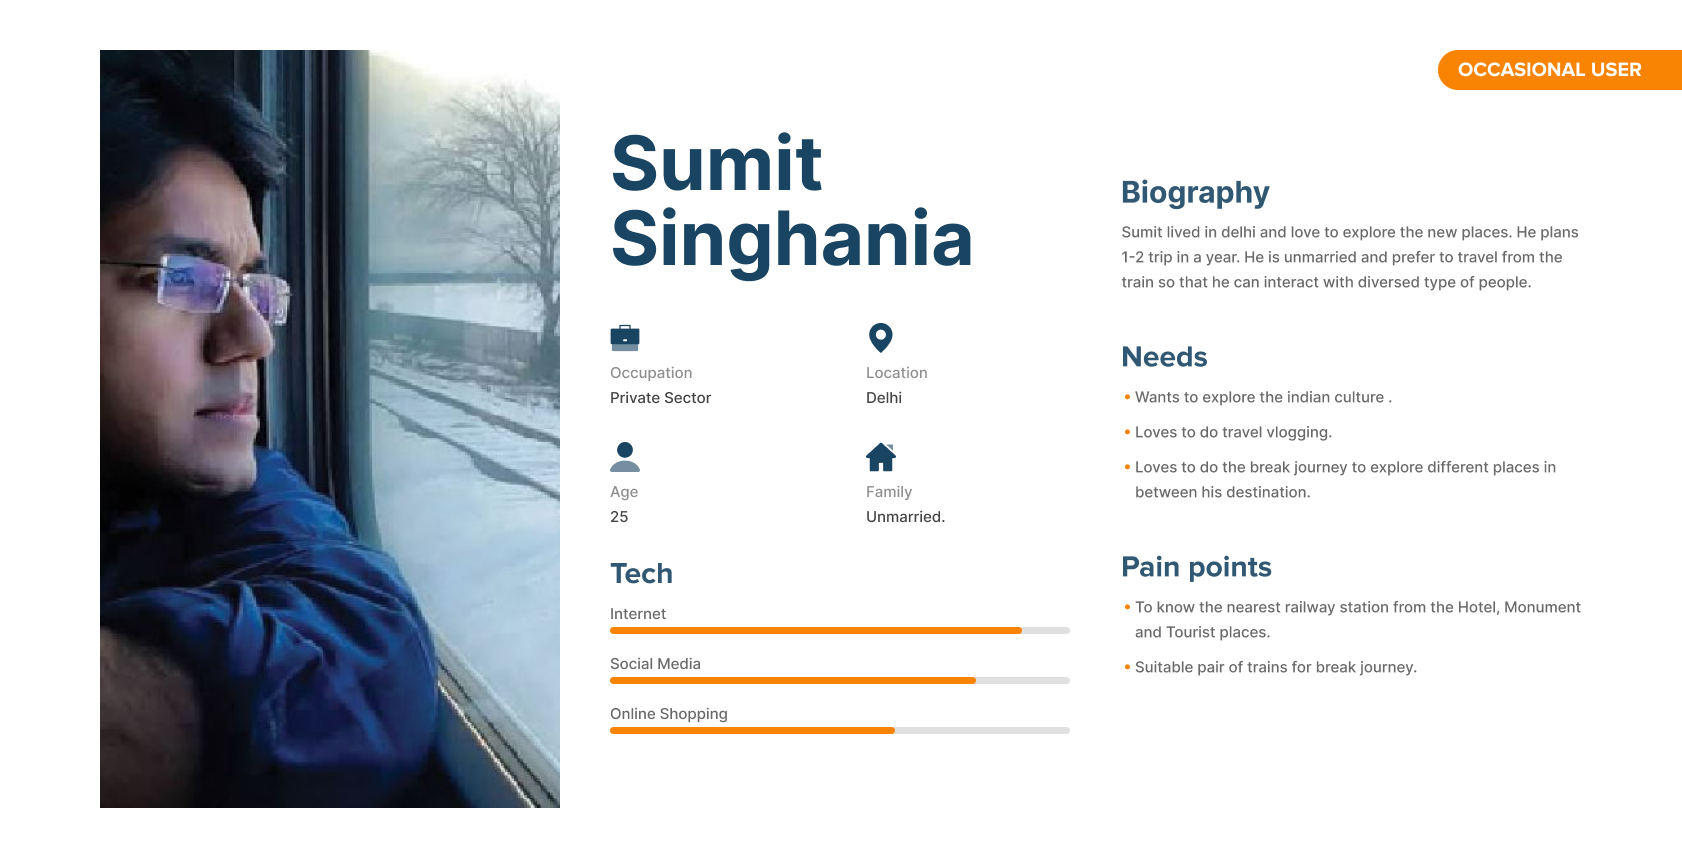 OCCASIONAL USER
Sumit
Singhania
Occupation
Private Sector
Location
Delhi
Age
25
Family
Unmarried.
Tech
Internet
Social Media
Online Shopping
Biography
Sumit lived in delhi and love to explore the new places. He plans
1-2 trip in a year. He is unmarried and prefer to travel from the
train so that he can interact with diversed type of people.
Needs
• Wants to explore the indian culture .
• Loves to do travel vlogging.
• Loves to do the break journey to explore different places in
between his destination.
Pain points
• To know the nearest railway station from the Hotel, Monument
and Tourist places.
• Suitable pair of trains for break journey.